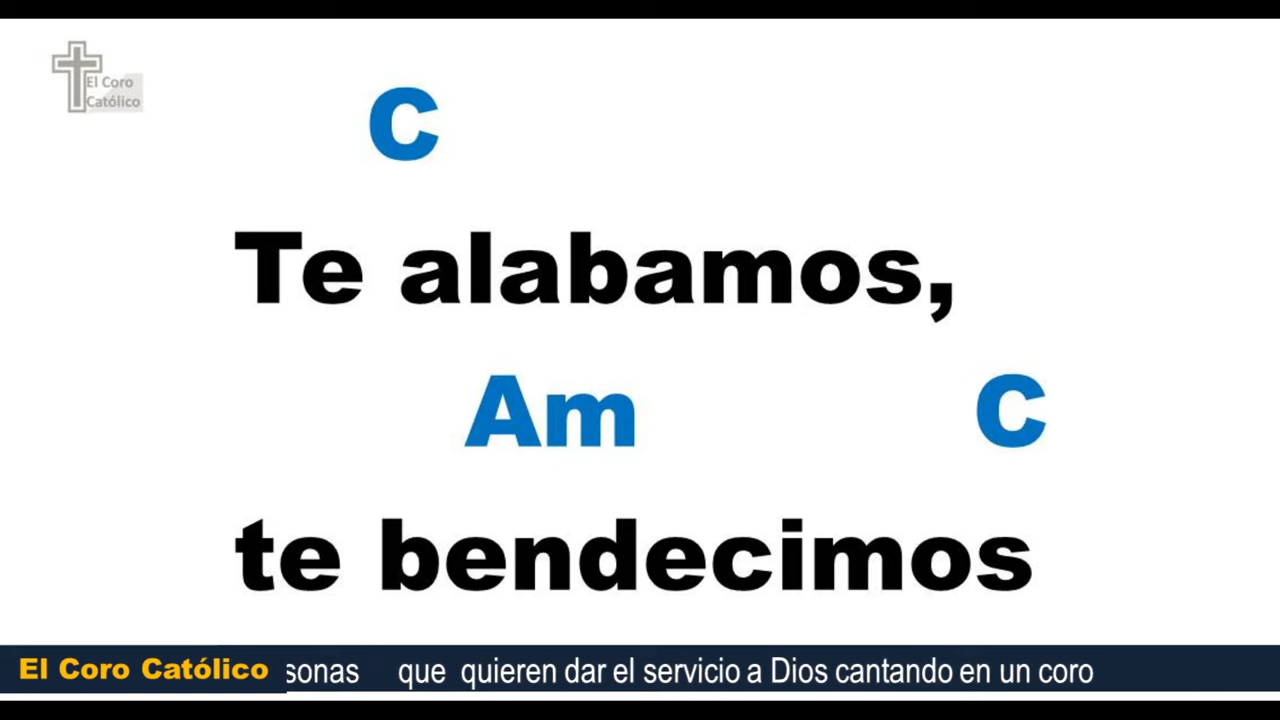 El Coro
Católico
C
Te alabamos,
Am C
te bendecimos
El Coro Católico que quieren dar el servicio a Dios cantando en un coro